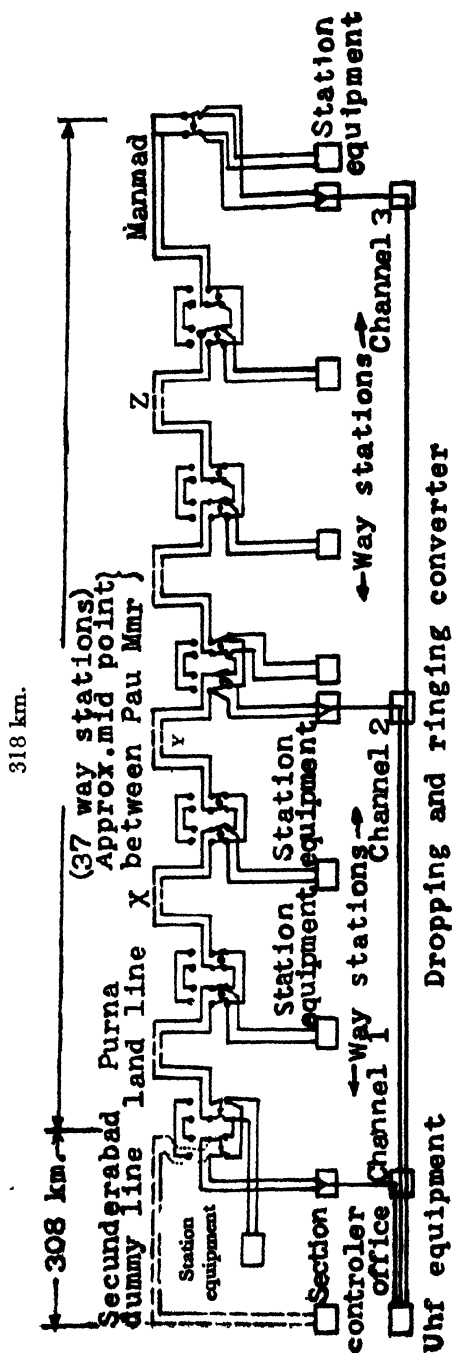 318 km.
308 km.
(37 way stations)
Approx.mid point}
between Pau Mmr }
Secunderabad
dummy line
Purna
land line
X
Y
Z
Manmad
Station
equipment
Station
equipment
Station
equipment
Station
equipment
Section
controler
office
Way stations
Way stations
Channel 1
Channel 2
Channel 3
Uhf equipment
Dropping and ringing converter